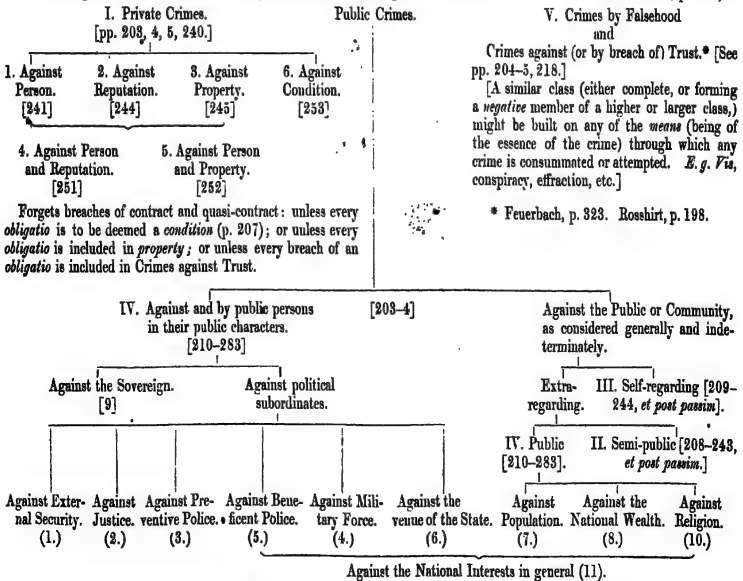 I. Private Crimes.
[pp. 203, 4, 5, 240.]
1. Against
Person.
[241]
2. Against
Reputation.
[244]
3. Against
Property.
[245]
6. Against
Condition.
[253]
4. Against Person
and Reputation.
[251]
5. Against Person
and Property.
[252]
Forgets breaches of contract and quasi-contract: unless every
obligatio is to be deemed a condition (p. 207); or unless every
obligatio is included in property; or unless every breach of an
obligatio is included in Crimes against Trust.
Public Crimes.
V. Crimes by Falsehood
and
Crimes against (or by breach of) Trust.* [See
pp. 204-5, 218.]
[A similar class (either complete, or forming
a negative member of a higher or larger class,)
might be built on any of the means (being of
the essence of the crime) through which any
crime is consummated or attempted. E.g. Vis,
conspiracy, effraction, etc.]
* Feuerbach, p. 323. Rosshirt, p. 198.
IV. Against and by public persons
in their public characters.
[210-283]
[203-4]
Against the Public or Community,
as considered generally and inde-
terminately.
Against the Sovereign.
[9]
Against political
subordinates.
Extra-
regarding.
III. Self-regarding [209-
244, et post passim].
IV. Public
[210-283].
II. Semi-public [208-243,
et post passim.]
Against Exter-
nal Security.
(1.)
Against
Justice.
(2.)
Against Pre-
ventive Police.
(3.)
Against Bene-
ficent Police.
(5.)
Against Mili-
tary Force.
(4.)
Against the
venue of the State.
(6.)
Against
Population.
(7.)
Against the
National Wealth.
(8.)
Against
Religion.
(10.)
Against the National Interests in general (11).